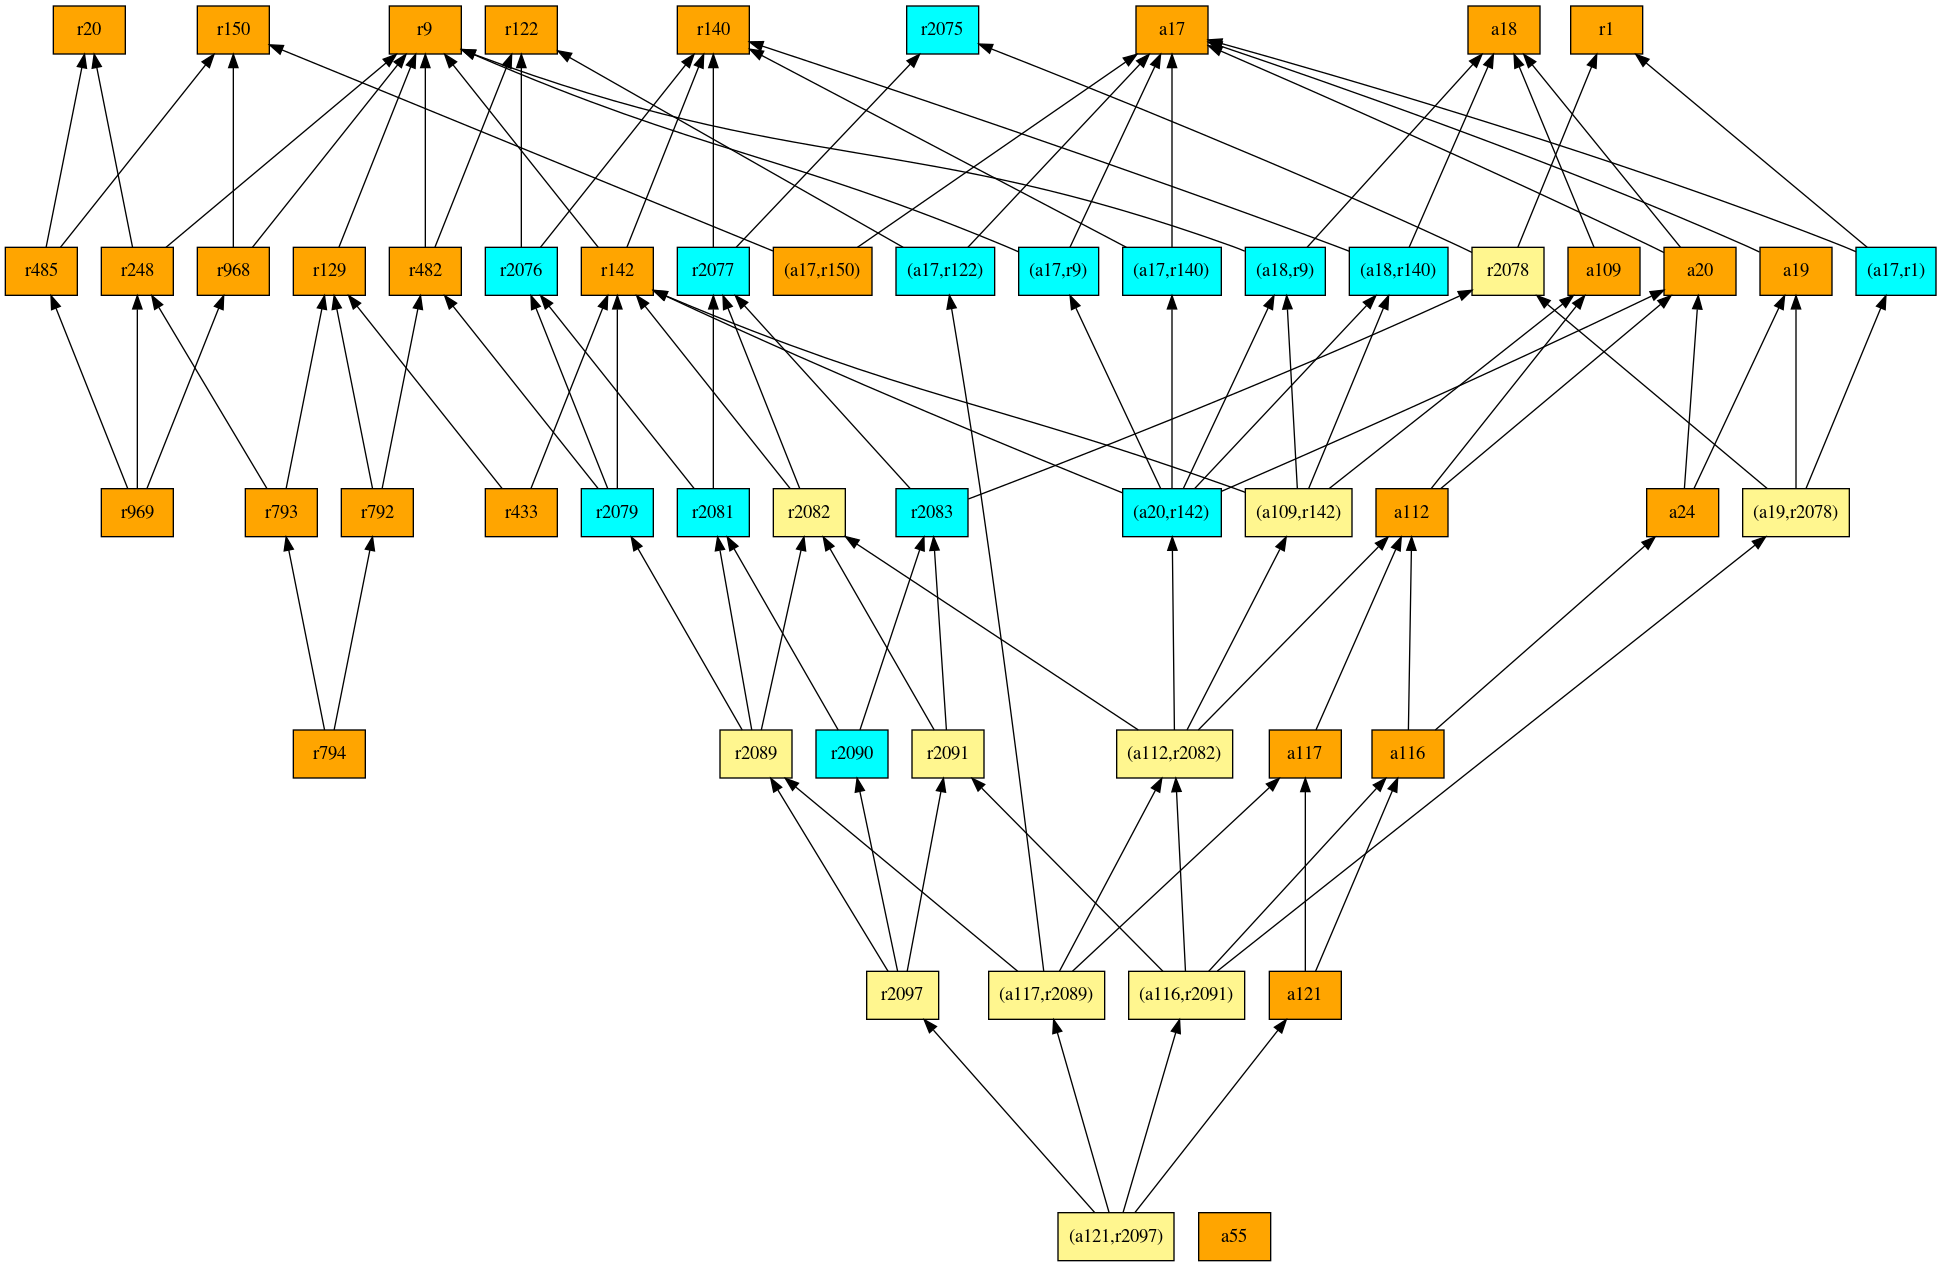 r20
r150
r9
r122
r140
r2075
a17
a18
r1
r485
r248
r968
r129
r482
r2076
r142
r2077
(a17,r150)
(a17,r122)
(a17,r9)
(a17,r140)
(a18,r9)
(a18,r140)
r2078
a109
a20
a19
(a17,r1)
r969
r793
r792
r433
r2079
r2081
r2082
r2083
(a20,r142)
(a109,r142)
a112
a24
(a19,r2078)
r794
r2089
r2090
r2091
(a112,r2082)
a117
a116
r2097
(a117,r2089)
(a116,r2091)
a121
(a121,r2097)
a55